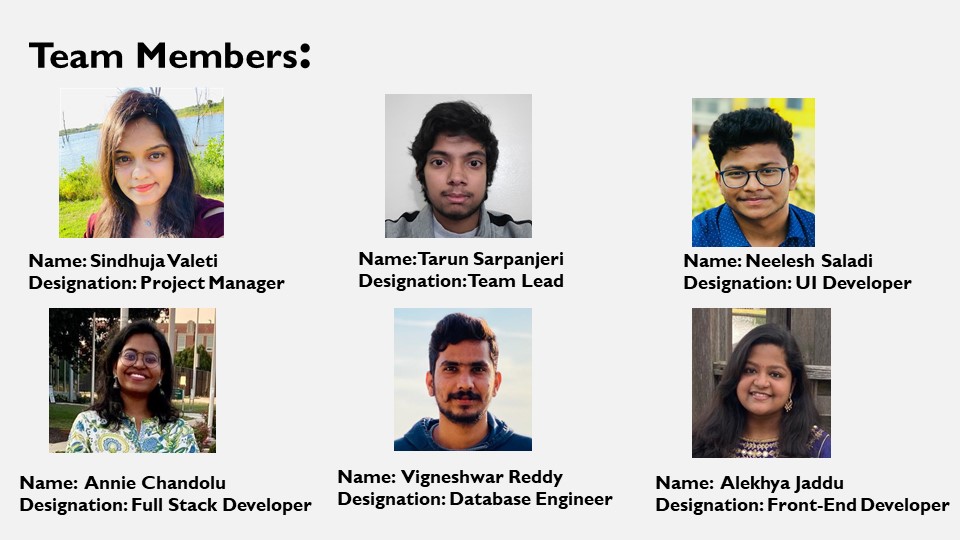 Team Members:
Name: Sindhuja Valeti
Designation: Project Manager
Name: Tarun Sarpanjeri
Designation: Team Lead
Name: Neelesh Saladi
Designation: UI Developer
Name: Annie Chandolu
Designation: Full Stack Developer
Name: Vigneshwar Reddy
Designation: Database Engineer
Name: Alekhya Jaddu
Designation: Front-End Developer